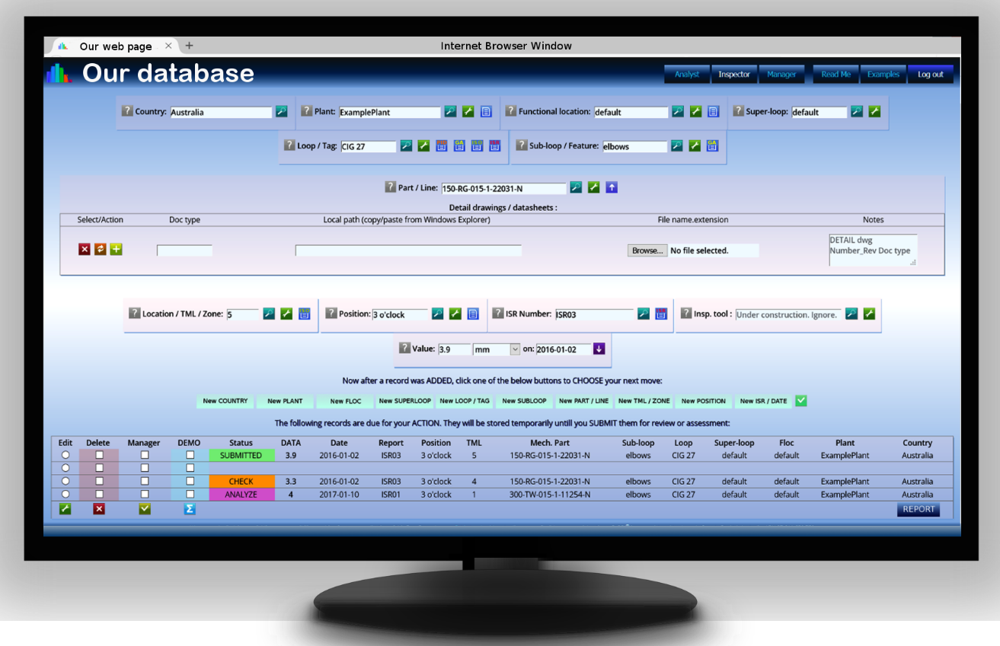 Our web page × +
Internet Browser Window
Our database
Analyst Inspector Manager Read Me Examples Log out
? Country: Australia ? Plant: ExamplePlant ? Functional location: default ? Super-loop: default
? Loop / Tag: CIG 27 ? Sub-loop / Feature: elbows
? Part / Line: 150-RG-015-1-22031-N
Detail drawings / datasheets :
Select/Action Doc type Local path (copy/paste from Windows Explorer) File name.extension Notes
Browse... No file selected. DETAIL dwg
Number_Rev Doc type
? Location / TML / Zone: 5 ? Position: 3 o'clock ? ISR Number: ISR03 ? Insp. tool : Under construction. Ignore.
? Value: 3.9 mm on: 2016-01-02
Now after a record was ADDED, click one of the below buttons to CHOOSE your next move:
New COUNTRY New PLANT New FLOC New SUPERLOOP New LOOP / TAG New SUBLOOP New PART / LINE New TML / ZONE New POSITION New ISR / DATE
The following records are due for your ACTION. They will be stored temporarily untill you SUBMIT them for review or assessment:
Edit Delete Manager DEMO Status DATA Date Report Position TML Mech. Part Sub-loop Loop Super-loop Floc Plant Country
SUBMITTED 3.9 2016-01-02 ISR03 3 o'clock 5 150-RG-015-1-22031-N elbows CIG 27 default default ExamplePlant Australia
CHECK 3.3 2016-01-02 ISR03 3 o'clock 4 150-RG-015-1-22031-N elbows CIG 27 default default ExamplePlant Australia
ANALYZE 4 2017-01-10 ISR01 3 o'clock 1 300-TW-015-1-11254-N elbows CIG 27 default default ExamplePlant Australia
Σ REPORT